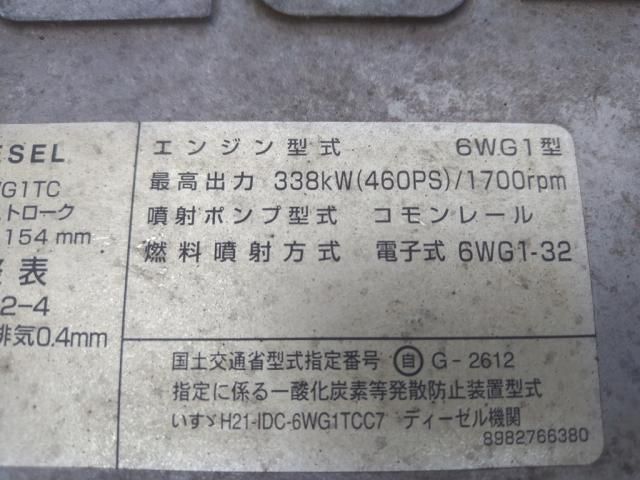 ESEL
G1TC
トローク
154 mm
表
2-4
排気0.4mm
エンジン型式 6WG1型
最高出力 338kW(460PS)/1700rpm
噴射ポンプ型式 コモンレール
燃料噴射方式 電子式 6WG1-32
国土交通省型式指定番号 自 G-2612
指定に係る一酸化炭素等発散防止装置型式
いすゞH21-IDC-6WG1TCC7 ディーゼル機関
8982766380